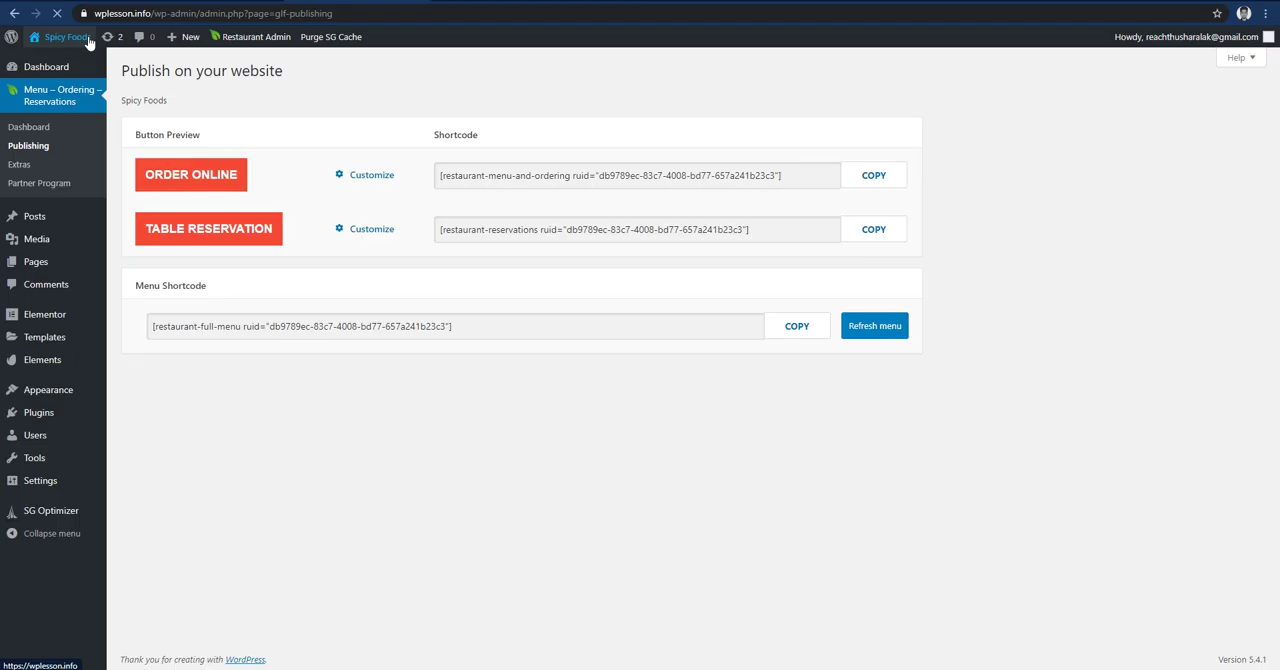 wplesson.info/wp-admin/admin.php?page=glf-publishing
Spicy Foods 2 0 New Restaurant Admin Purge SG Cache Howdy, reachthusharalak@gmail.com
Help
Dashboard
Menu – Ordering –
Reservations
Dashboard
Publishing
Extras
Partner Program
Posts
Media
Pages
Comments
Elementor
Templates
Elements
Appearance
Plugins
Users
Tools
Settings
SG Optimizer
Collapse menu
Publish on your website
Spicy Foods
Button Preview Shortcode
ORDER ONLINE Customize [restaurant-menu-and-ordering ruid="db9789ec-83c7-4008-bd77-657a241b23c3"] COPY
TABLE RESERVATION Customize [restaurant-reservations ruid="db9789ec-83c7-4008-bd77-657a241b23c3"] COPY
Menu Shortcode
[restaurant-full-menu ruid="db9789ec-83c7-4008-bd77-657a241b23c3"] COPY Refresh menu
Thank you for creating with WordPress. Version 5.4.1
https://wplesson.info